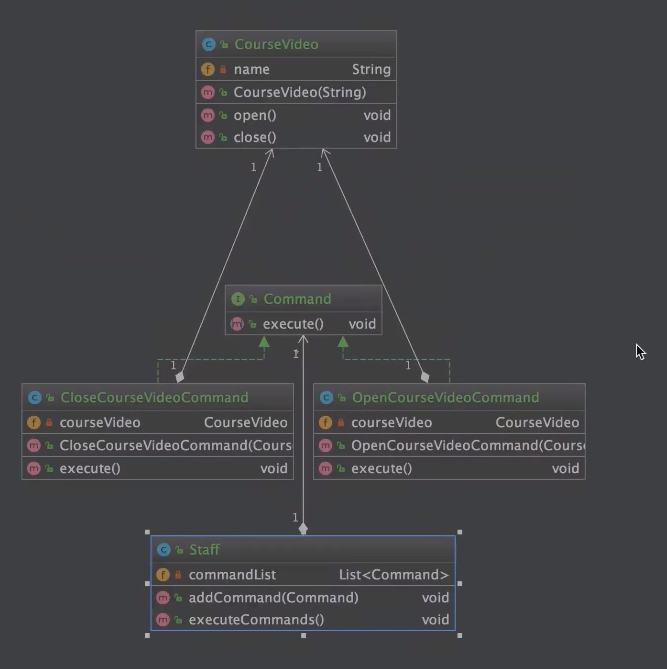 CourseVideo
name String
CourseVideo(String)
open() void
close() void
1 1
Command
execute() void
1
1 1
CloseCourseVideoCommand
courseVideo CourseVideo
CloseCourseVideoCommand(Cours
execute() void
OpenCourseVideoCommand
courseVideo CourseVideo
OpenCourseVideoCommand(Course
execute() void
1
Staff
commandList List<Command>
addCommand(Command) void
executeCommands() void